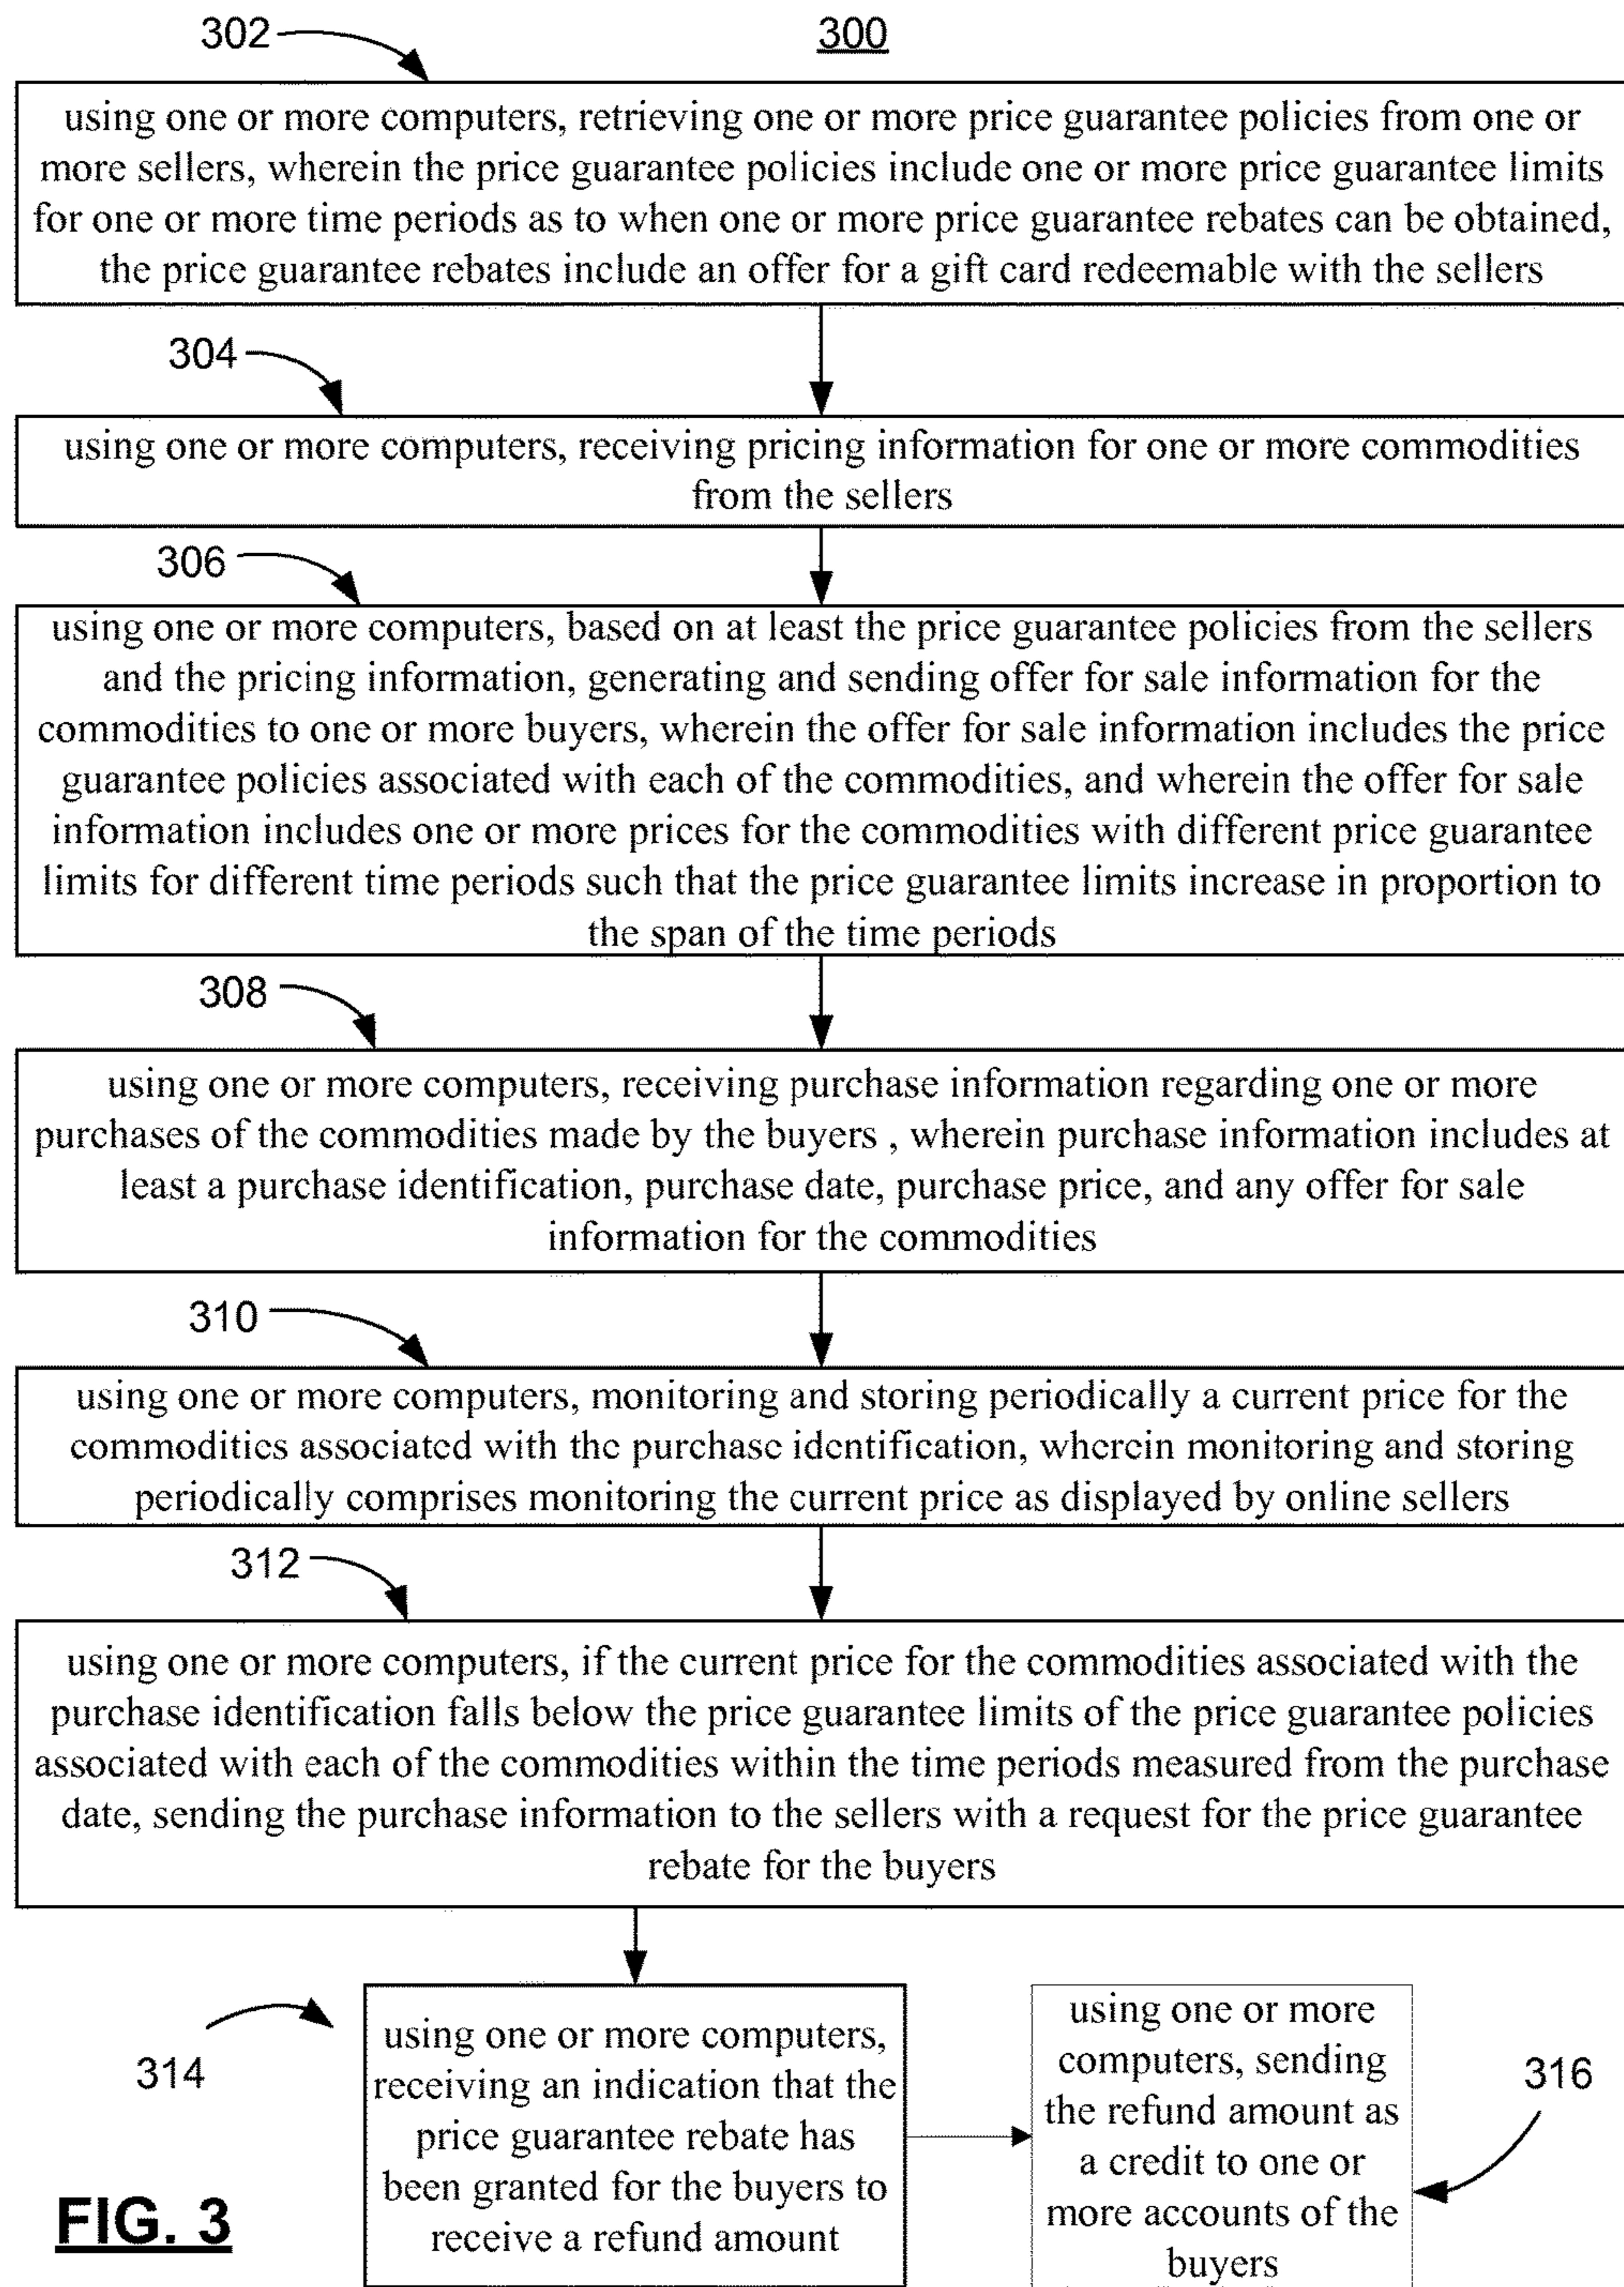 302
300
using one or more computers, retrieving one or more price guarantee policies from one or
more sellers, wherein the price guarantee policies include one or more price guarantee limits
for one or more time periods as to when one or more price guarantee rebates can be obtained,
the price guarantee rebates include an offer for a gift card redeemable with the sellers
304
using one or more computers, receiving pricing information for one or more commodities
from the sellers
306
using one or more computers, based on at least the price guarantee policies from the sellers
and the pricing information, generating and sending offer for sale information for the
commodities to one or more buyers, wherein the offer for sale information includes the price
guarantee policies associated with each of the commodities, and wherein the offer for sale
information includes one or more prices for the commodities with different price guarantee
limits for different time periods such that the price guarantee limits increase in proportion to
the span of the time periods
308
using one or more computers, receiving purchase information regarding one or more
purchases of the commodities made by the buyers , wherein purchase information includes at
least a purchase identification, purchase date, purchase price, and any offer for sale
information for the commodities
310
using one or more computers, monitoring and storing periodically a current price for the
commodities associated with the purchase identification, wherein monitoring and storing
periodically comprises monitoring the current price as displayed by online sellers
312
using one or more computers, if the current price for the commodities associated with the
purchase identification falls below the price guarantee limits of the price guarantee policies
associated with each of the commodities within the time periods measured from the purchase
date, sending the purchase information to the sellers with a request for the price guarantee
rebate for the buyers
314
using one or more computers,
receiving an indication that the
price guarantee rebate has
been granted for the buyers to
receive a refund amount
using one or more
computers, sending
the refund amount as
a credit to one or
more accounts of the
buyers
316
FIG. 3